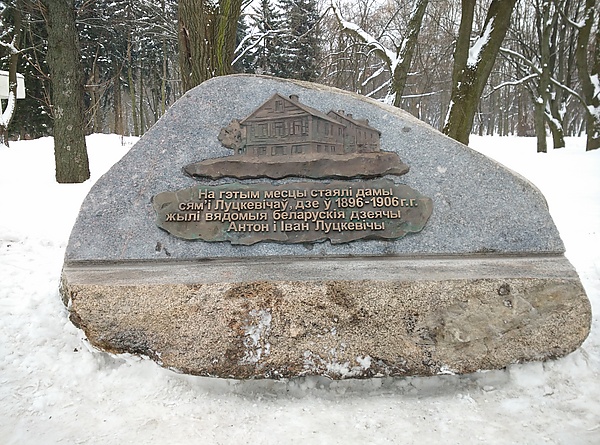 На гэтым месцы стаялі дамы
сям'і Луцкевічаў, дзе ў 1896-1906 г.г.
жылі вядомыя беларускія дзеячы
Антон і Іван Луцкевічы